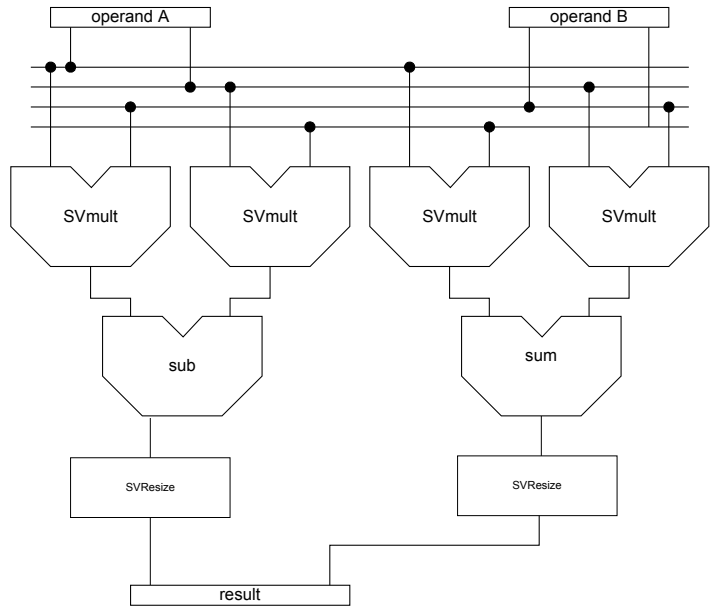 operand A
operand B
SVmult
SVmult
SVmult
SVmult
sub
sum
SVResize
SVResize
result